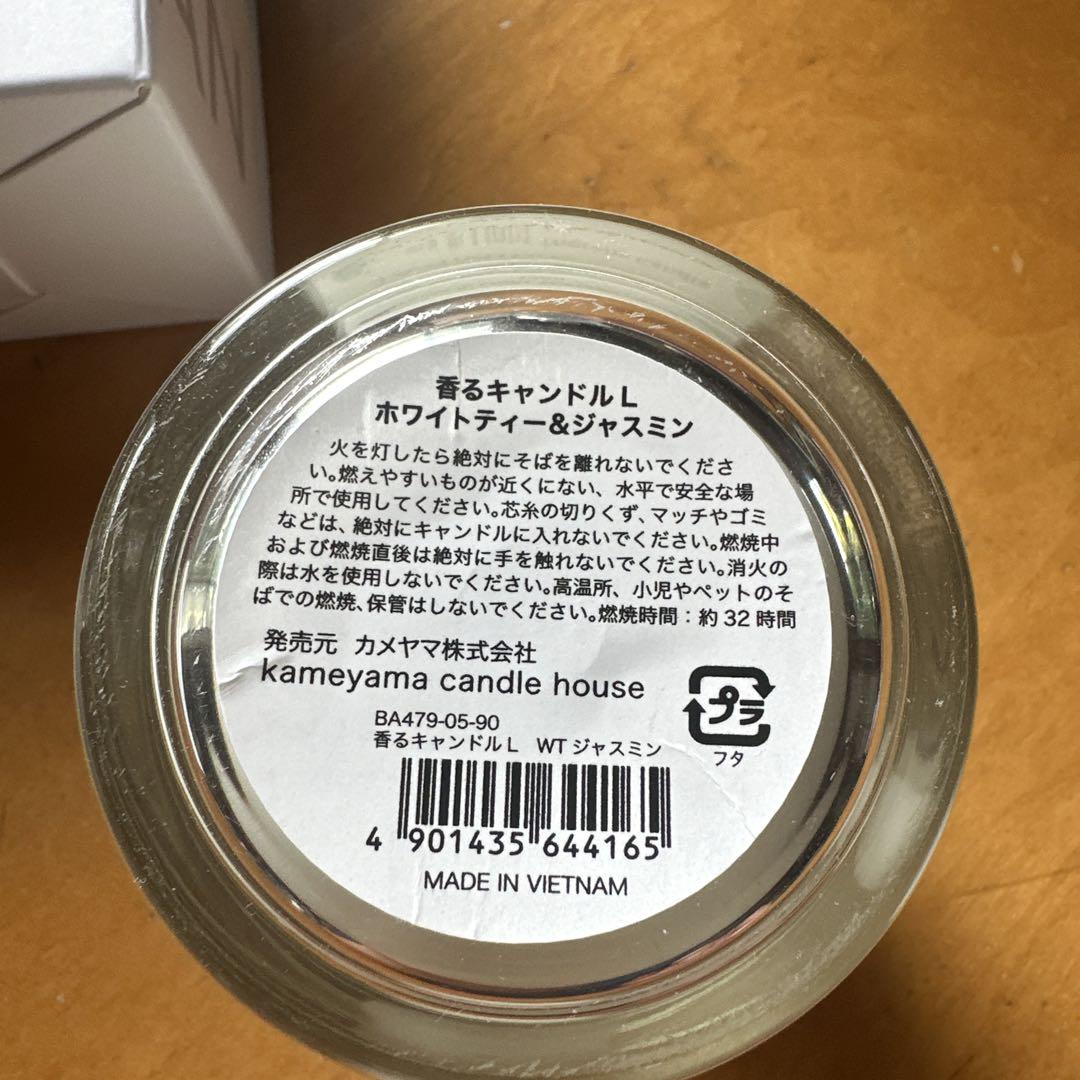 香るキャンドル L
ホワイトティー&ジャスミン
火を灯したら絶対にそばを離れないでくださ
い。燃えやすいものが近くにない、水平で安全な場
所で使用してください。芯糸の切りくず、マッチやゴミ
などは、絶対にキャンドルに入れないでください。燃焼中
および燃焼直後は絶対に手を触れないでください。消火の
際は水を使用しないでください。高温所、小児やペットのそ
ばでの燃焼、保管はしないでください。燃焼時間:約 32 時間
発売元 カメヤマ株式会社
kameyama candle house
プラ
フタ
BA479-05-90
香るキャンドル L WT ジャスミン
4 901435 644165
MADE IN VIETNAM